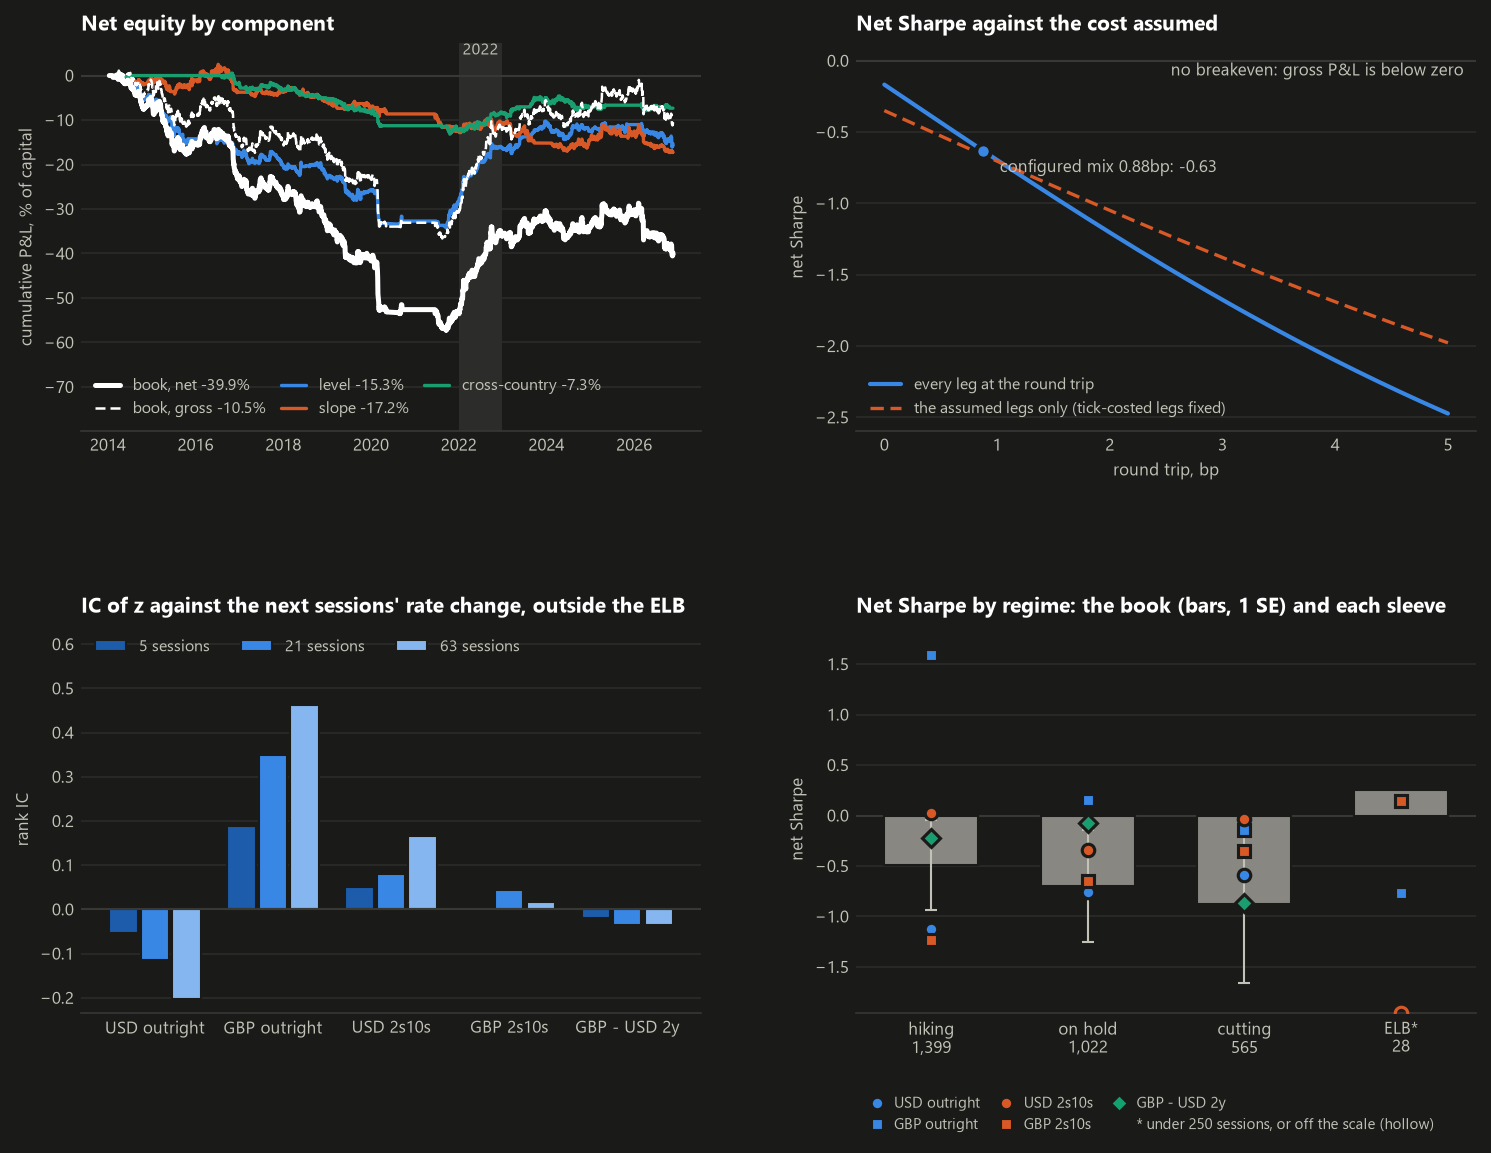 Net equity by component
2022
cumulative P&L, % of capital
0
−10
−20
−30
−40
−50
−60
−70
book, net -39.9%
level -15.3%
cross-country -7.3%
book, gross -10.5%
slope -17.2%
2014 2016 2018 2020 2022 2024 2026
Net Sharpe against the cost assumed
no breakeven: gross P&L is below zero
configured mix 0.88bp: -0.63
net Sharpe
0.0
−0.5
−1.0
−1.5
−2.0
−2.5
every leg at the round trip
the assumed legs only (tick-costed legs fixed)
0 1 2 3 4 5
round trip, bp
IC of z against the next sessions' rate change, outside the ELB
5 sessions 21 sessions 63 sessions
rank IC
0.6
0.5
0.4
0.3
0.2
0.1
0.0
−0.1
−0.2
USD outright GBP outright USD 2s10s GBP 2s10s GBP - USD 2y
Net Sharpe by regime: the book (bars, 1 SE) and each sleeve
net Sharpe
1.5
1.0
0.5
0.0
−0.5
−1.0
−1.5
hiking on hold cutting ELB*
1,399 1,022 565 28
USD outright USD 2s10s GBP - USD 2y
GBP outright GBP 2s10s * under 250 sessions, or off the scale (hollow)